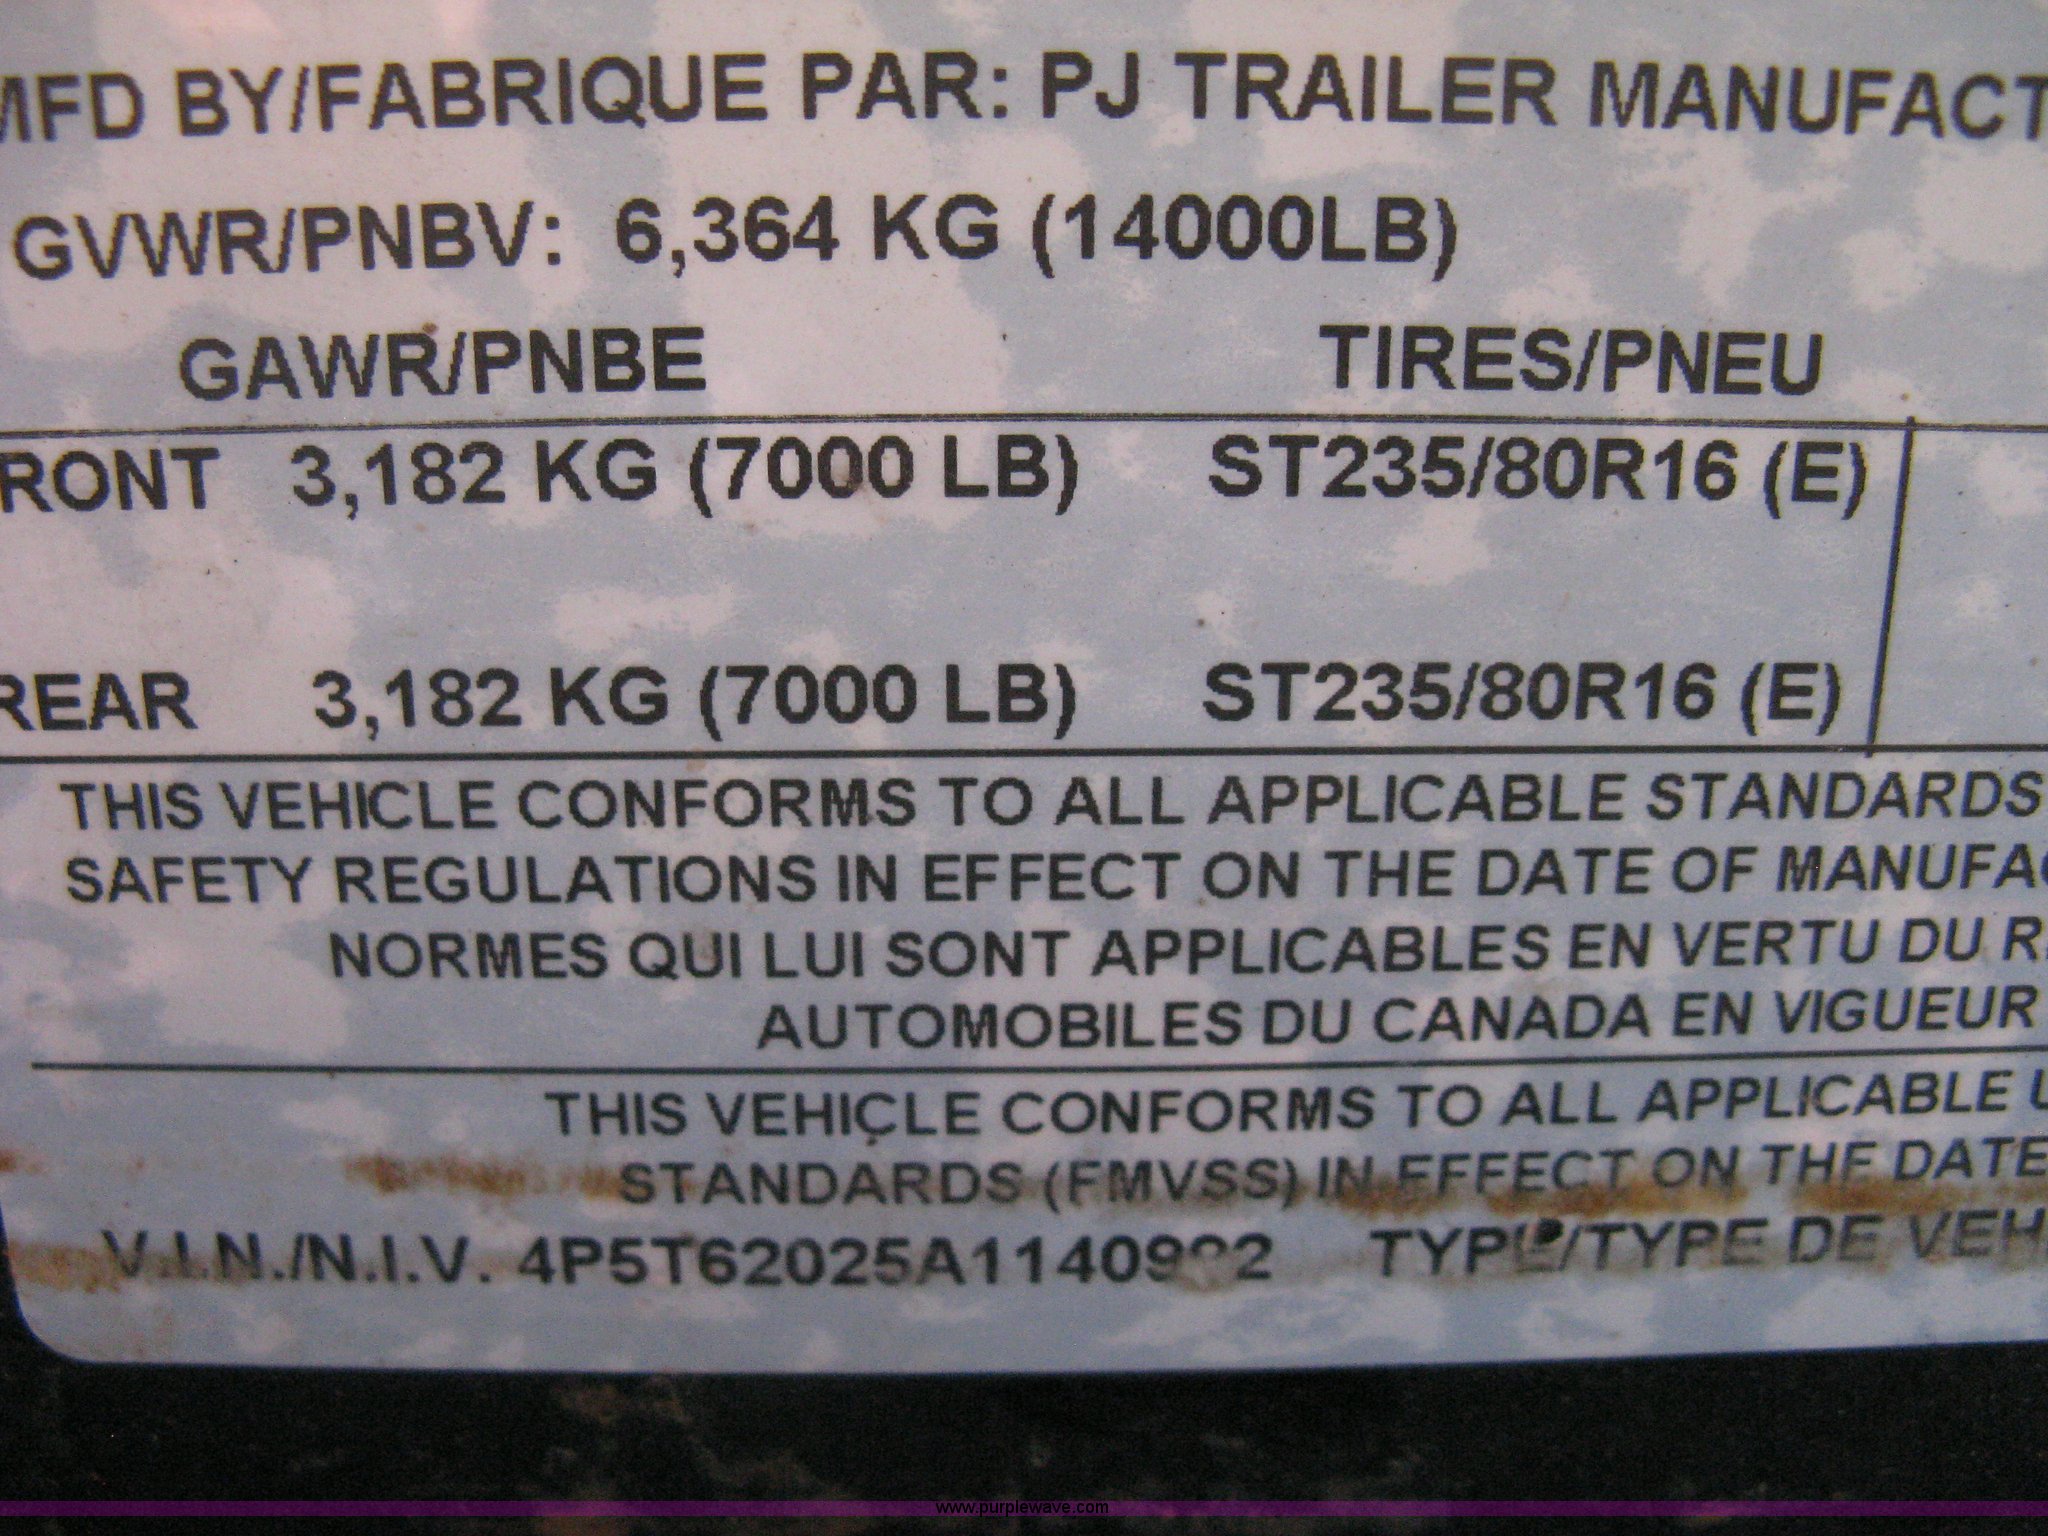 MFD BY/FABRIQUE PAR: PJ TRAILER MANUFACT
GVWR/PNBV: 6,364 KG (14000LB)
GAWR/PNBE TIRES/PNEU
RONT 3,182 KG (7000 LB) ST235/80R16 (E)
REAR 3,182 KG (7000 LB) ST235/80R16 (E)
THIS VEHICLE CONFORMS TO ALL APPLICABLE STANDARDS
SAFETY REGULATIONS IN EFFECT ON THE DATE OF MANUFAC
NORMES QUI LUI SONT APPLICABLES EN VERTU DU R
AUTOMOBILES DU CANADA EN VIGUEUR
THIS VEHICLE CONFORMS TO ALL APPLICABLE U
STANDARDS (FMVSS) IN EFFECT ON THE DATE
V.I.N./N.I.V. 4P5T62025A1140992 TYPE/TYPE DE VEH
www.purplewave.com